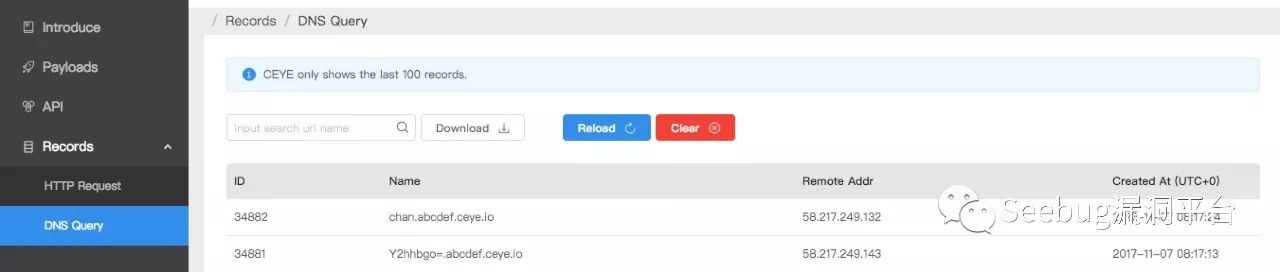 Introduce
Payloads
API
Records
HTTP Request
DNS Query
/ Records / DNS Query
CEYE only shows the last 100 records.
Input search url name
Download
Reload
Clear
ID Name Remote Addr Created At (UTC+0)
34882 chan.abcdef.ceye.io 58.217.249.132 08:17:24
34881 Y2hhbgo=.abcdef.ceye.io 58.217.249.143 2017-11-07 08:17:13
Seebug漏洞平台